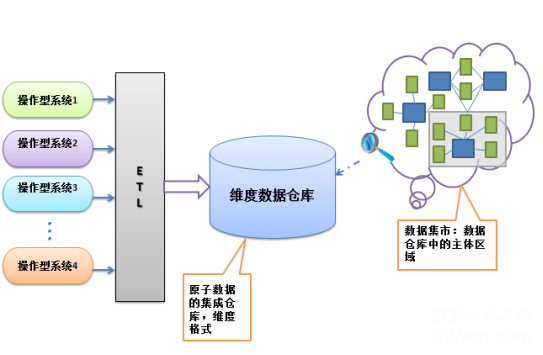 操作型系统1
操作型系统2
操作型系统3
操作型系统4
E
T
L
维度数据仓库
原子数据
的集成仓
库，维度
格式
数据集市：数据
仓库中的主体区
域